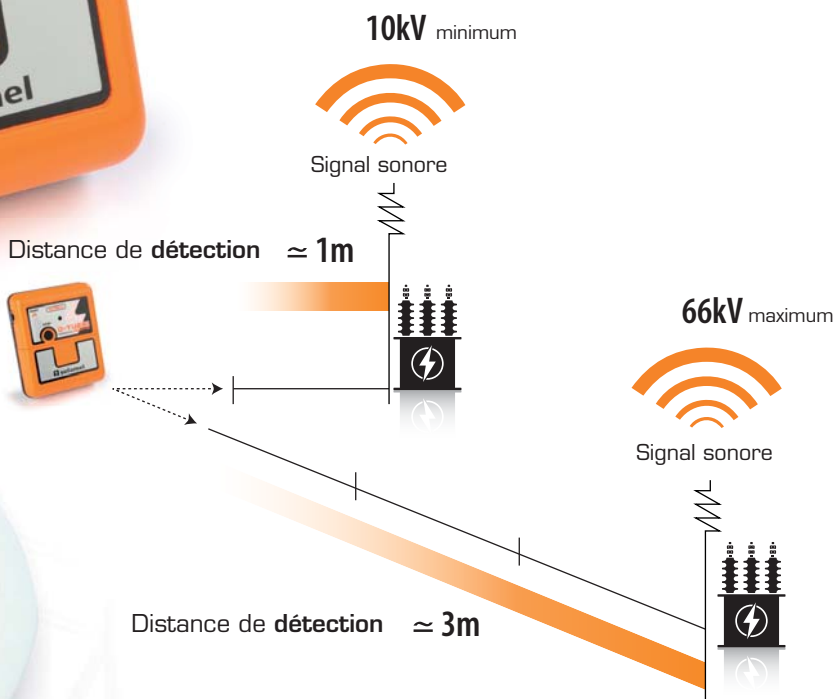 10kV minimum
Signal sonore
Distance de détection ≃ 1m
66kV maximum
Signal sonore
Distance de détection ≃ 3m